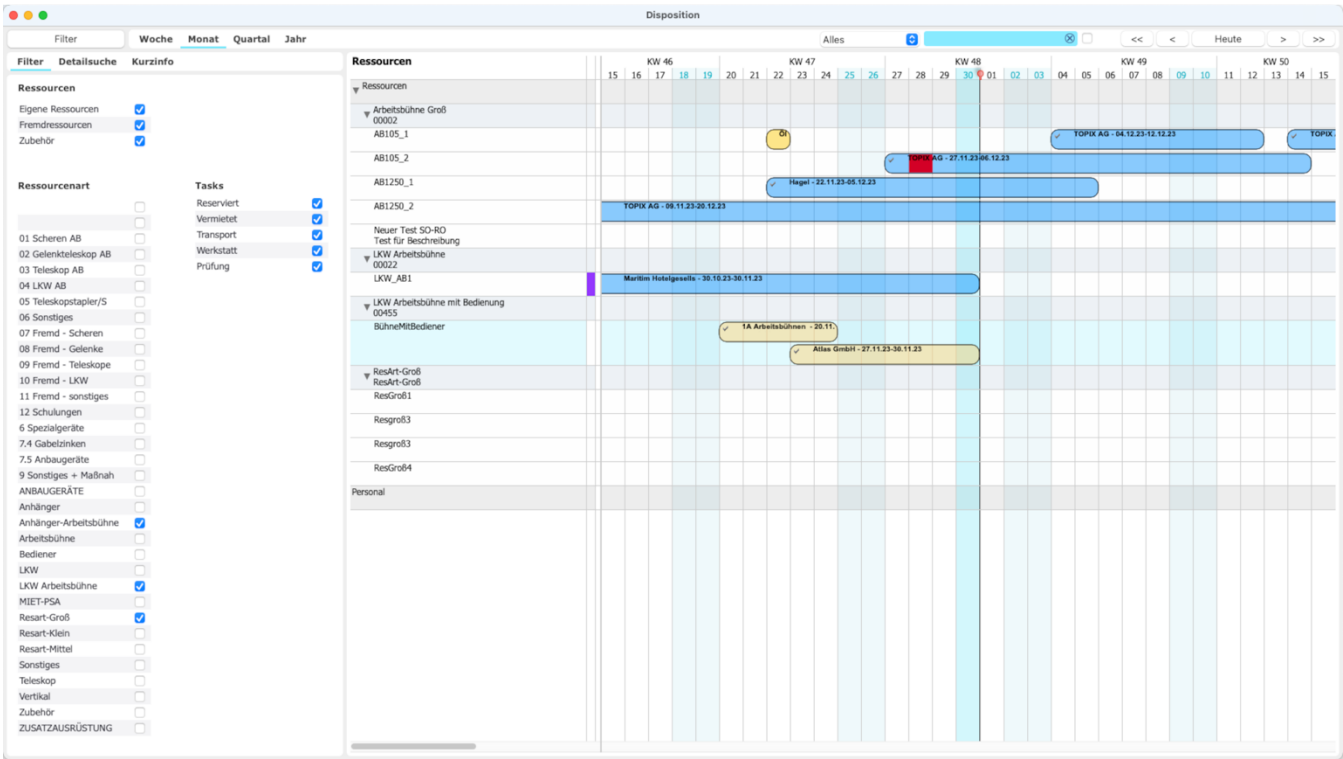 Disposition
Filter
Woche Monat Quartal Jahr
Alles
<< < Heute > >>
Filter Detailsuche Kurzinfo
Ressourcen
Eigene Ressourcen
Fremdressourcen
Zubehör
Ressourcenart
01 Scheren AB
02 Gelenkteleskop AB
03 Teleskop AB
04 LKW AB
05 Teleskopstapler/S
06 Sonstiges
07 Fremd - Scheren
08 Fremd - Gelenke
09 Fremd - Teleskope
10 Fremd - LKW
11 Fremd - sonstiges
12 Schulungen
6 Spezialgeräte
7.4 Gabelzinken
7.5 Anbaugeräte
9 Sonstiges + Maßnah
ANBAUGERÄTE
Anhänger
Anhänger-Arbeitsbühne
Arbeitsbühne
Bediener
LKW
LKW Arbeitsbühne
MIET-PSA
Resart-Groß
Resart-Klein
Resart-Mittel
Sonstiges
Teleskop
Vertikal
Zubehör
ZUSATZAUSRÜSTUNG
Tasks
Reserviert
Vermietet
Transport
Werkstatt
Prüfung
Ressourcen
KW 46 KW 47 KW 48 KW 49 KW 50
15 16 17 18 19 20 21 22 23 24 25 26 27 28 29 30 01 02 03 04 05 06 07 08 09 10 11 12 13 14 15
Ressourcen
Arbeitsbühne Groß
00002
AB105_1
Öl
TOPIX AG - 04.12.23-12.12.23
TOPIX
AB105_2
TOPIX AG - 27.11.23-06.12.23
AB1250_1
Hagel - 22.11.23-05.12.23
AB1250_2
TOPIX AG - 09.11.23-20.12.23
Neuer Test SO-RO
Test für Beschreibung
LKW Arbeitsbühne
00022
LKW_AB1
Maritim Hotelgesells - 30.10.23-30.11.23
LKW Arbeitsbühne mit Bedienung
00455
BühneMitBediener
1A Arbeitsbühnen - 20.11.
Atlas GmbH - 27.11.23-30.11.23
ResArt-Groß
ResArt-Groß
ResGroß1
Resgroß3
Resgroß3
ResGroß4
Personal